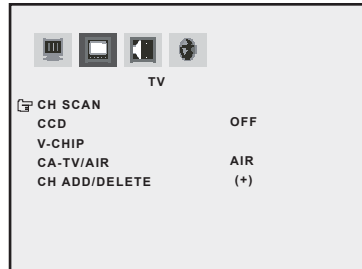 TV
CH SCAN
CCD OFF
V-CHIP
CA-TV/AIR AIR
CH ADD/DELETE (+)